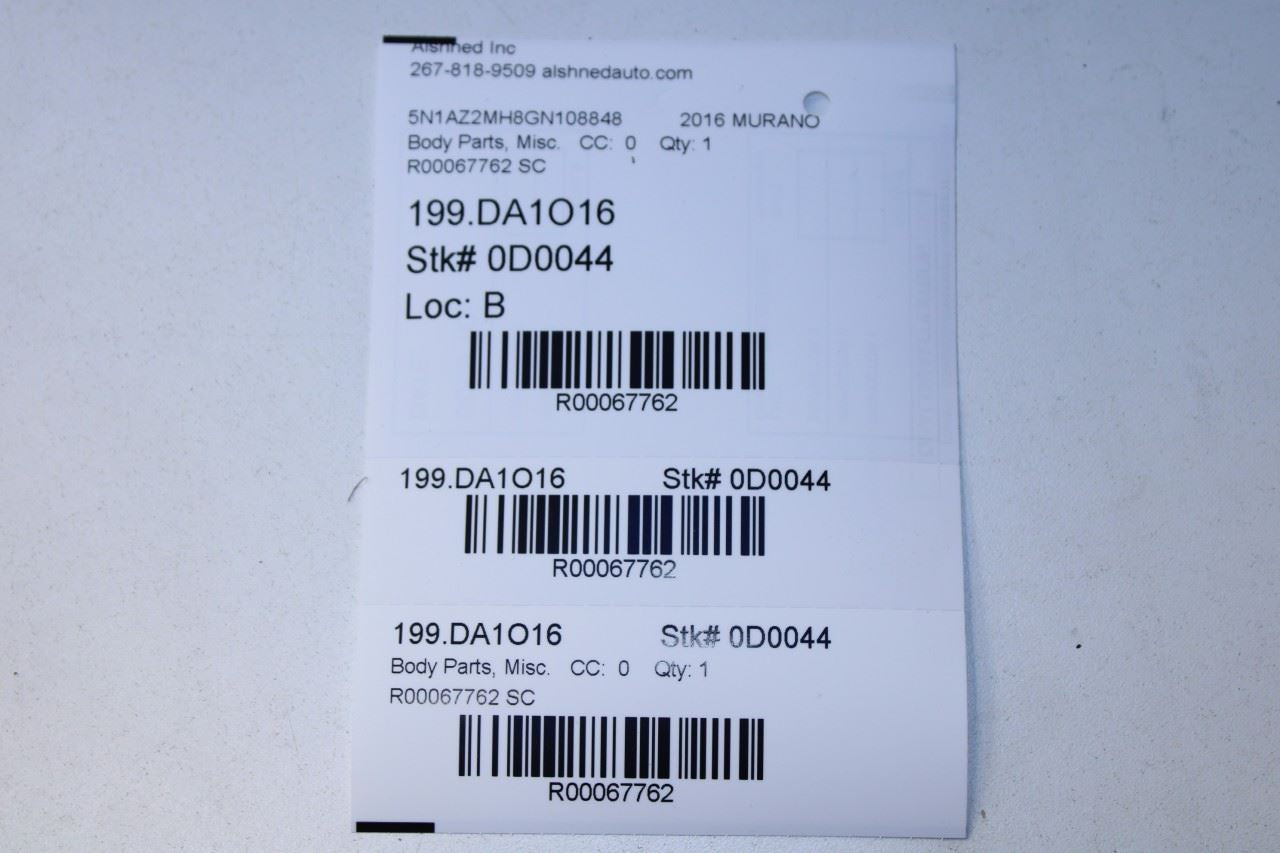 Alshned Inc
267-818-9509 alshnedauto.com
5N1AZ2MH8GN108848 2016 MURANO
Body Parts, Misc. CC: 0 Qty: 1
R00067762 SC
199.DA1O16
Stk# 0D0044
Loc: B
R00067762
199.DA1O16 Stk# 0D0044
R00067762
199.DA1O16 Stk# 0D0044
Body Parts, Misc. CC: 0 Qty: 1
R00067762 SC
R00067762